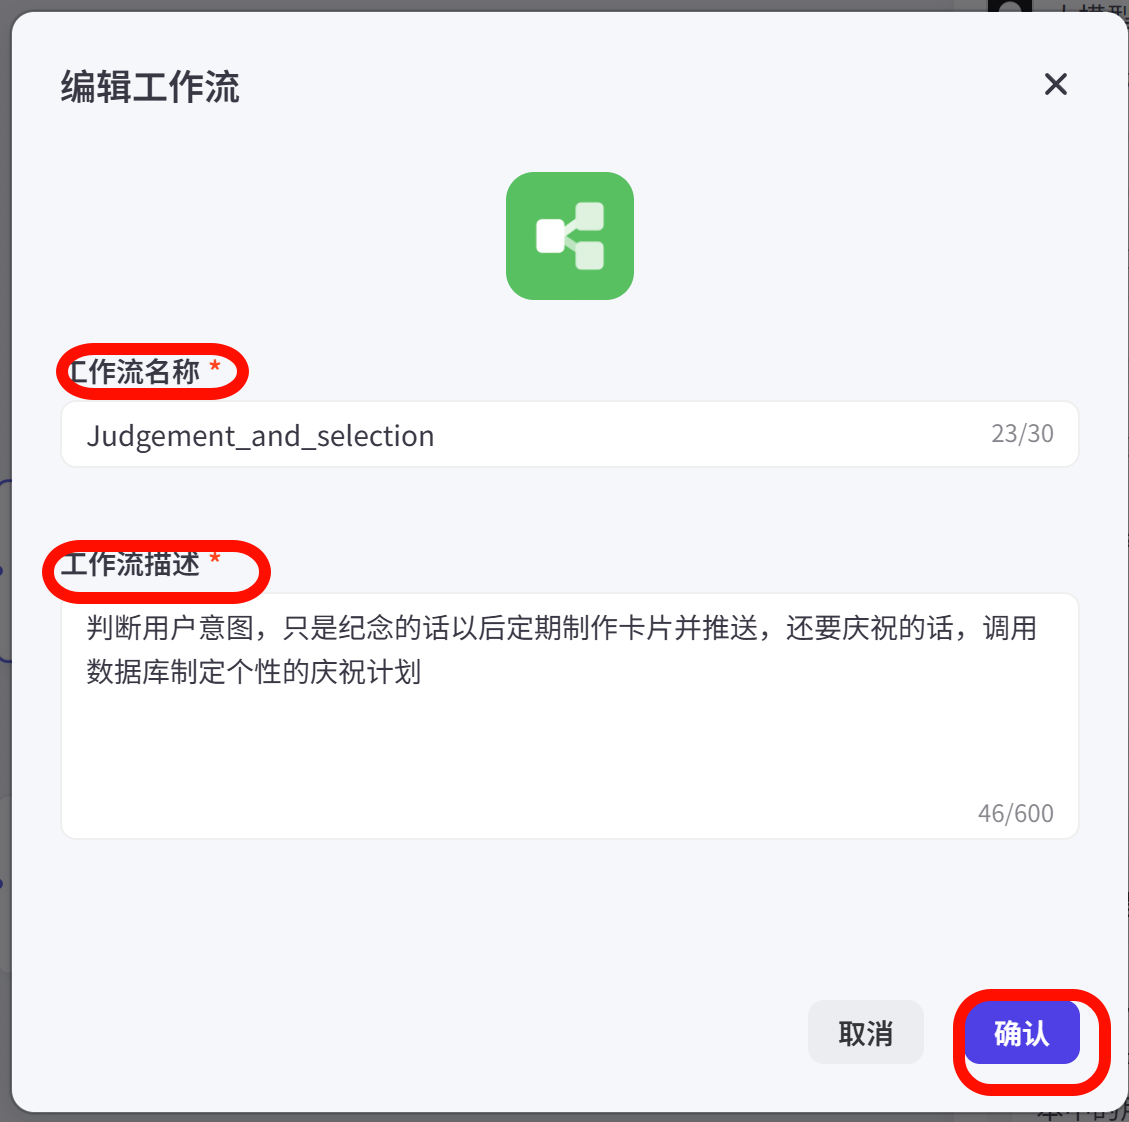 大模型
编辑工作流
工作流名称 *
Judgement_and_selection
23/30
工作流描述 *
判断用户意图，只是纪念的话以后定期制作卡片并推送，还要庆祝的话，调用
数据库制定个性的庆祝计划
46/600
取消
确认